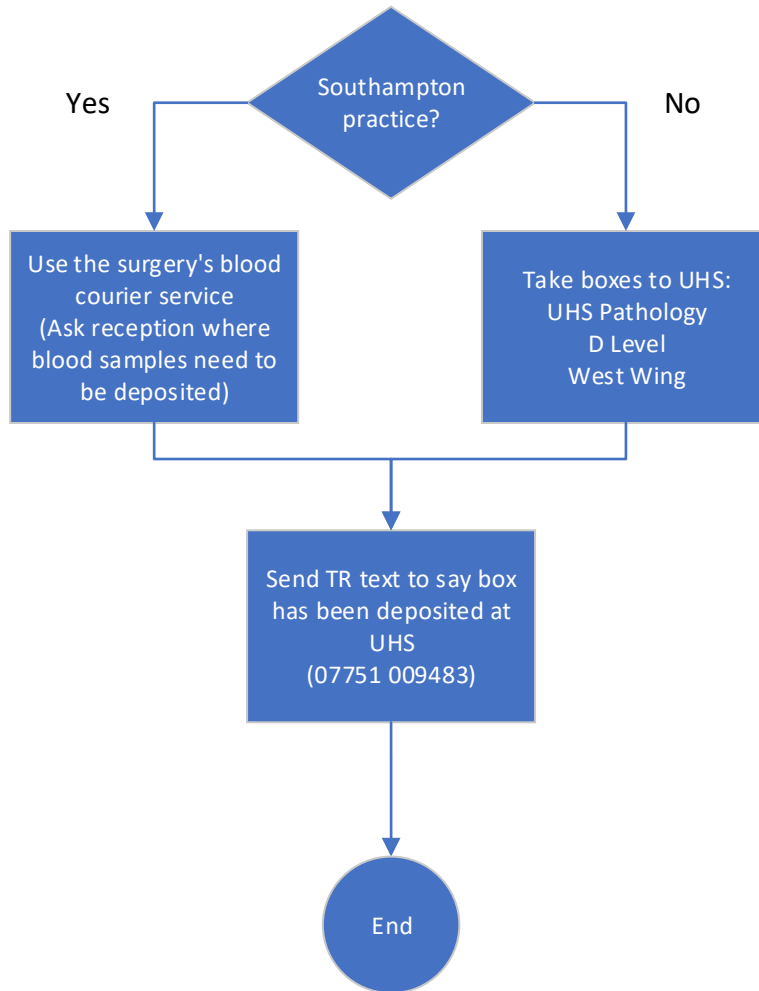 Southampton
practice?
Yes
No
Use the surgery's blood
courier service
(Ask reception where
blood samples need to
be deposited)
Take boxes to UHS:
UHS Pathology
D Level
West Wing
Send TR text to say box
has been deposited at
UHS
(07751 009483)
End